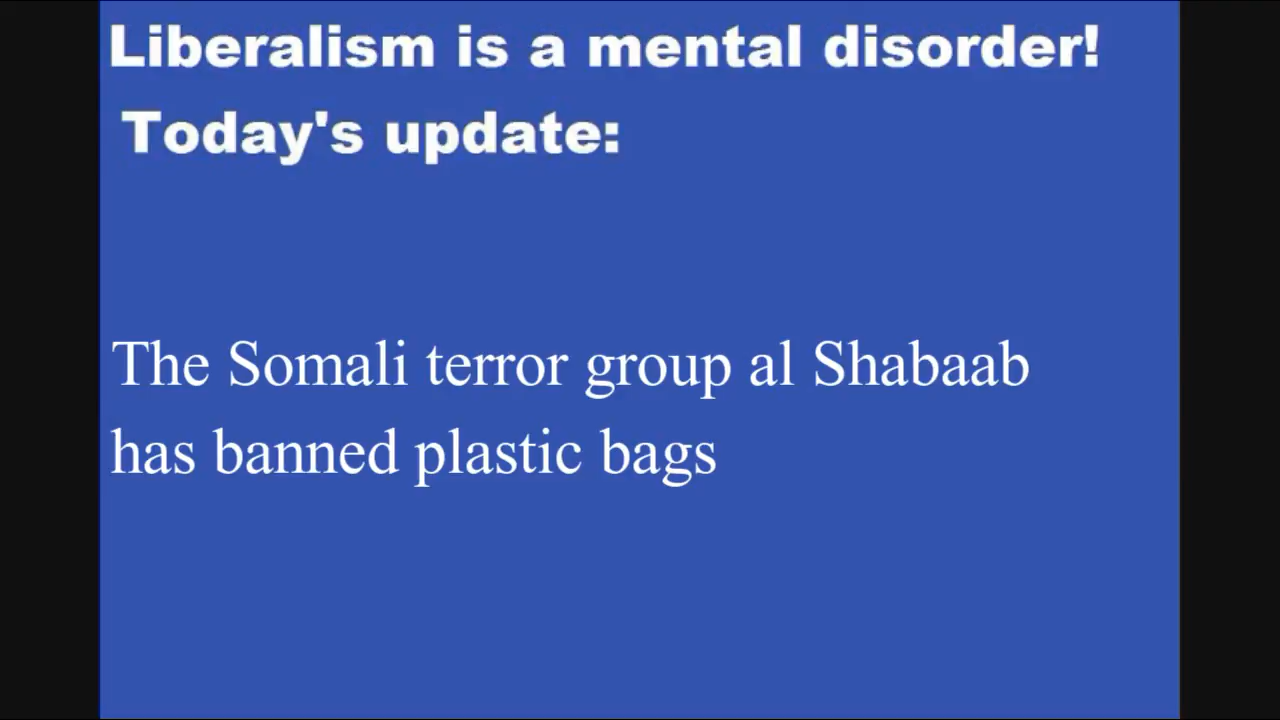 Liberalism is a mental disorder!
Today's update:
The Somali terror group al Shabaab
has banned plastic bags